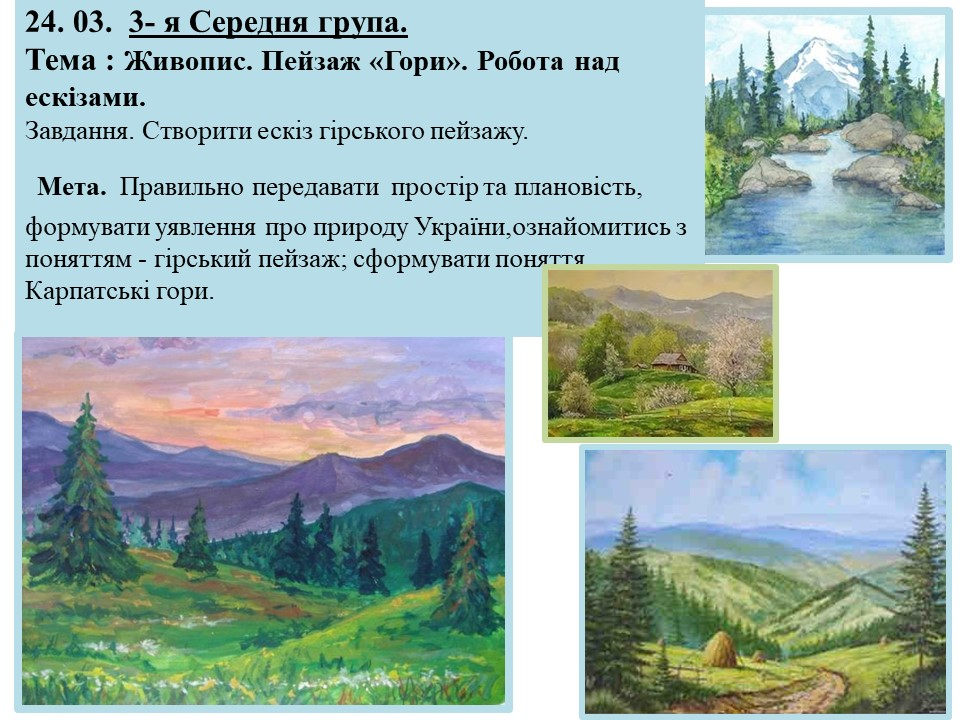 24. 03. 3- я Середня група.
Тема : Живопис. Пейзаж «Гори». Робота над
ескізами.
Завдання. Створити ескіз гірського пейзажу.
Мета. Правильно передавати простір та плановість,
формувати уявлення про природу України,ознайомитись з
поняттям - гірський пейзаж; сформувати поняття
Карпатські гори.